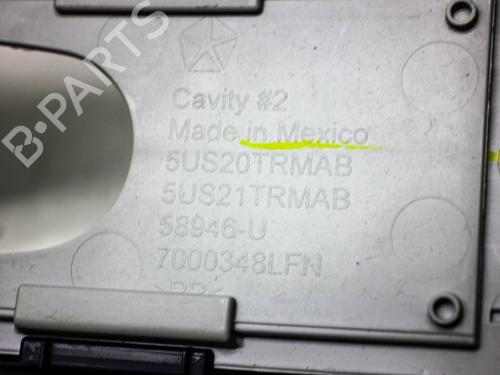 Cavity #2
Made in Mexico
5US20TRMAB
5US21TRMAB
58946-U
7000348LFN
B-PARTS